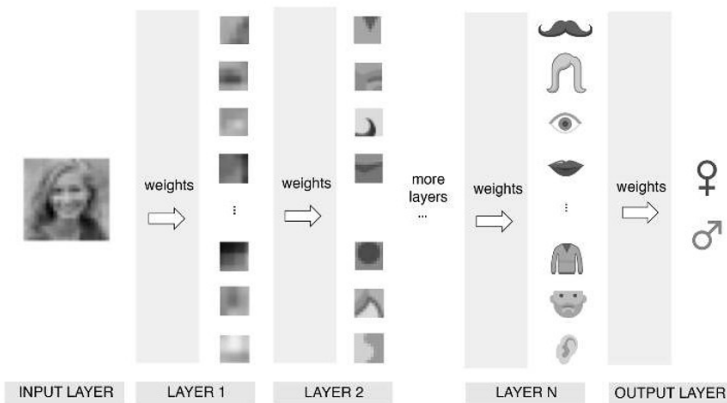 weights
weights
more
layers
...
weights
weights
INPUT LAYER
LAYER 1
LAYER 2
LAYER N
OUTPUT LAYER